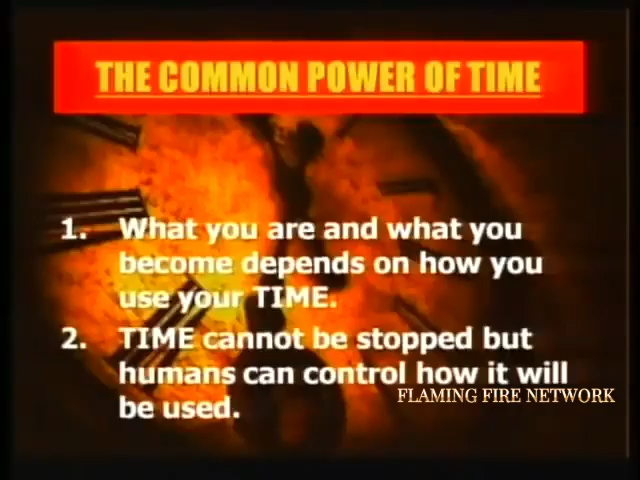 THE COMMON POWER OF TIME
1. What you are and what you
become depends on how you
use your TIME.
2. TIME cannot be stopped but
humans can control how it will
be used.
FLAMING FIRE NETWORK